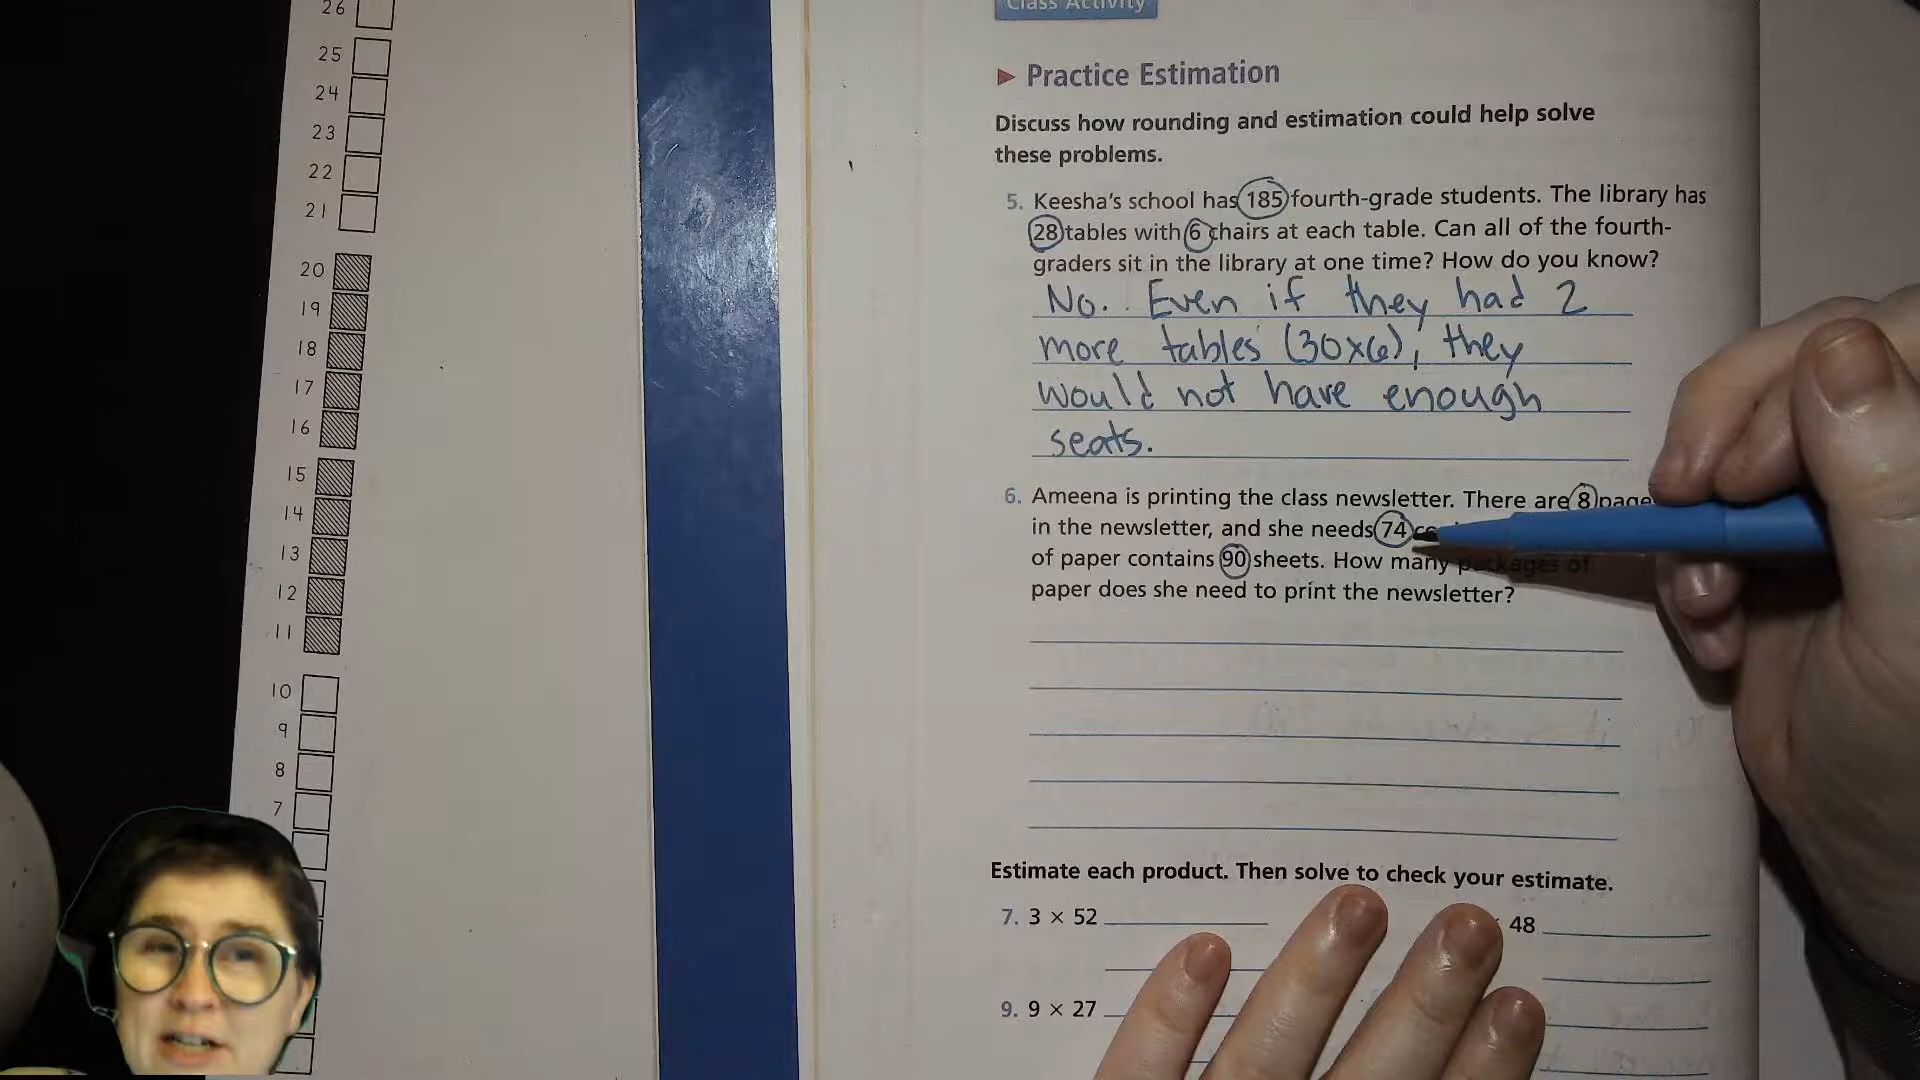 26
25
24
23
22
21
20
19
18
17
16
15
14
13
12
11
10
9
8
7
Class Activity
Practice Estimation
Discuss how rounding and estimation could help solve
these problems.
5. Keesha's school has 185 fourth-grade students. The library has
28 tables with 6 chairs at each table. Can all of the fourth-
graders sit in the library at one time? How do you know?
No. Even if they had 2
more tables (30x6), they
would not have enough
seats.
6. Ameena is printing the class newsletter. There are 8 page
in the newsletter, and she needs 74
of paper contains 90 sheets. How many packages of
paper does she need to print the newsletter?
Estimate each product. Then solve to check your estimate.
7. 3 × 52
48
9. 9 × 27